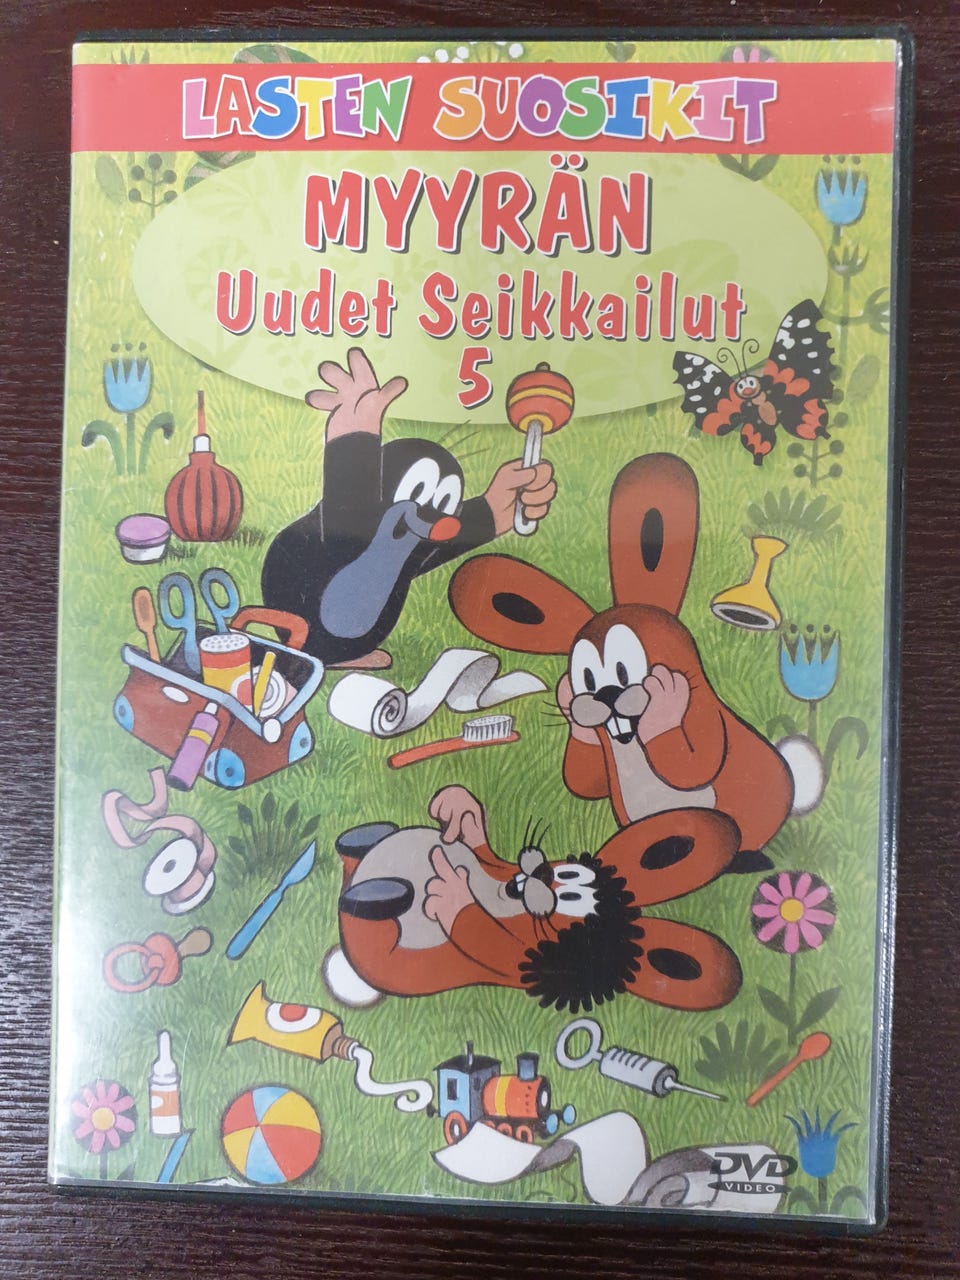 LASTEN SUOSIKIT
MYYRÄN
Uudet Seikkailut
5
DVD
VIDEO